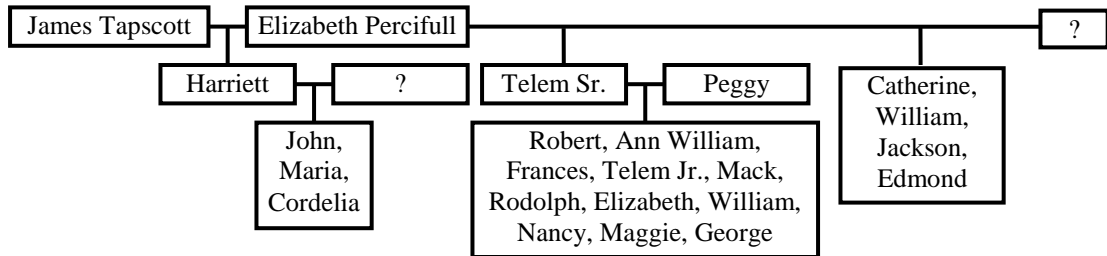 James Tapscott
Elizabeth Percifull
?
Harriett
?
Telem Sr.
Peggy
Catherine,
William,
Jackson,
Edmond
John,
Maria,
Cordelia
Robert, Ann William,
Frances, Telem Jr., Mack,
Rodolph, Elizabeth, William,
Nancy, Maggie, George